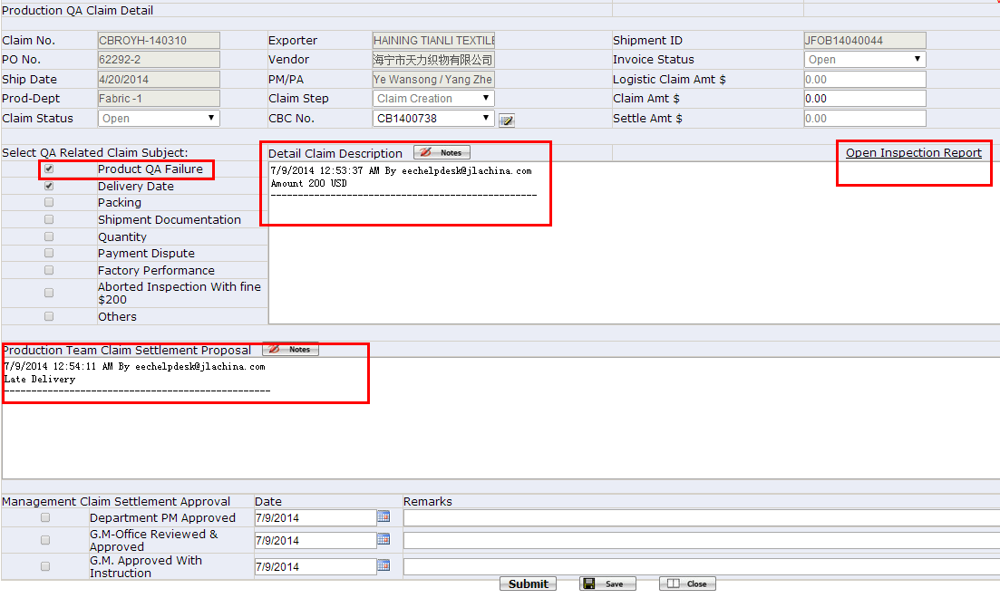 Production QA Claim Detail
Claim No. CBROYH-140310 Exporter HAINING TIANLI TEXTILE Shipment ID JFOB14040044
PO No. 62292-2 Vendor 海宁市天力织物有限公司 Invoice Status Open
Ship Date 4/20/2014 PM/PA Ye Wansong / Yang Zhe Logistic Claim Amt $ 0.00
Prod-Dept Fabric -1 Claim Step Claim Creation Claim Amt $ 0.00
Claim Status Open CBC No. CB1400738 Settle Amt $ 0.00
Select QA Related Claim Subject: Detail Claim Description Notes Open Inspection Report
Product QA Failure
Delivery Date
Packing
Shipment Documentation
Quantity
Payment Dispute
Factory Performance
Aborted Inspection With fine
$200
Others
7/9/2014 12:53:37 AM By eechelpdesk@jlachina.com
Amount 200 USD
-------------------------------------------------
Production Team Claim Settlement Proposal Notes
7/9/2014 12:54:11 AM By eechelpdesk@jlachina.com
Late Delivery
-------------------------------------------------
Management Claim Settlement Approval Date Remarks
Department PM Approved 7/9/2014
G.M-Office Reviewed &
Approved 7/9/2014
G.M. Approved With
Instruction 7/9/2014
Submit Save Close